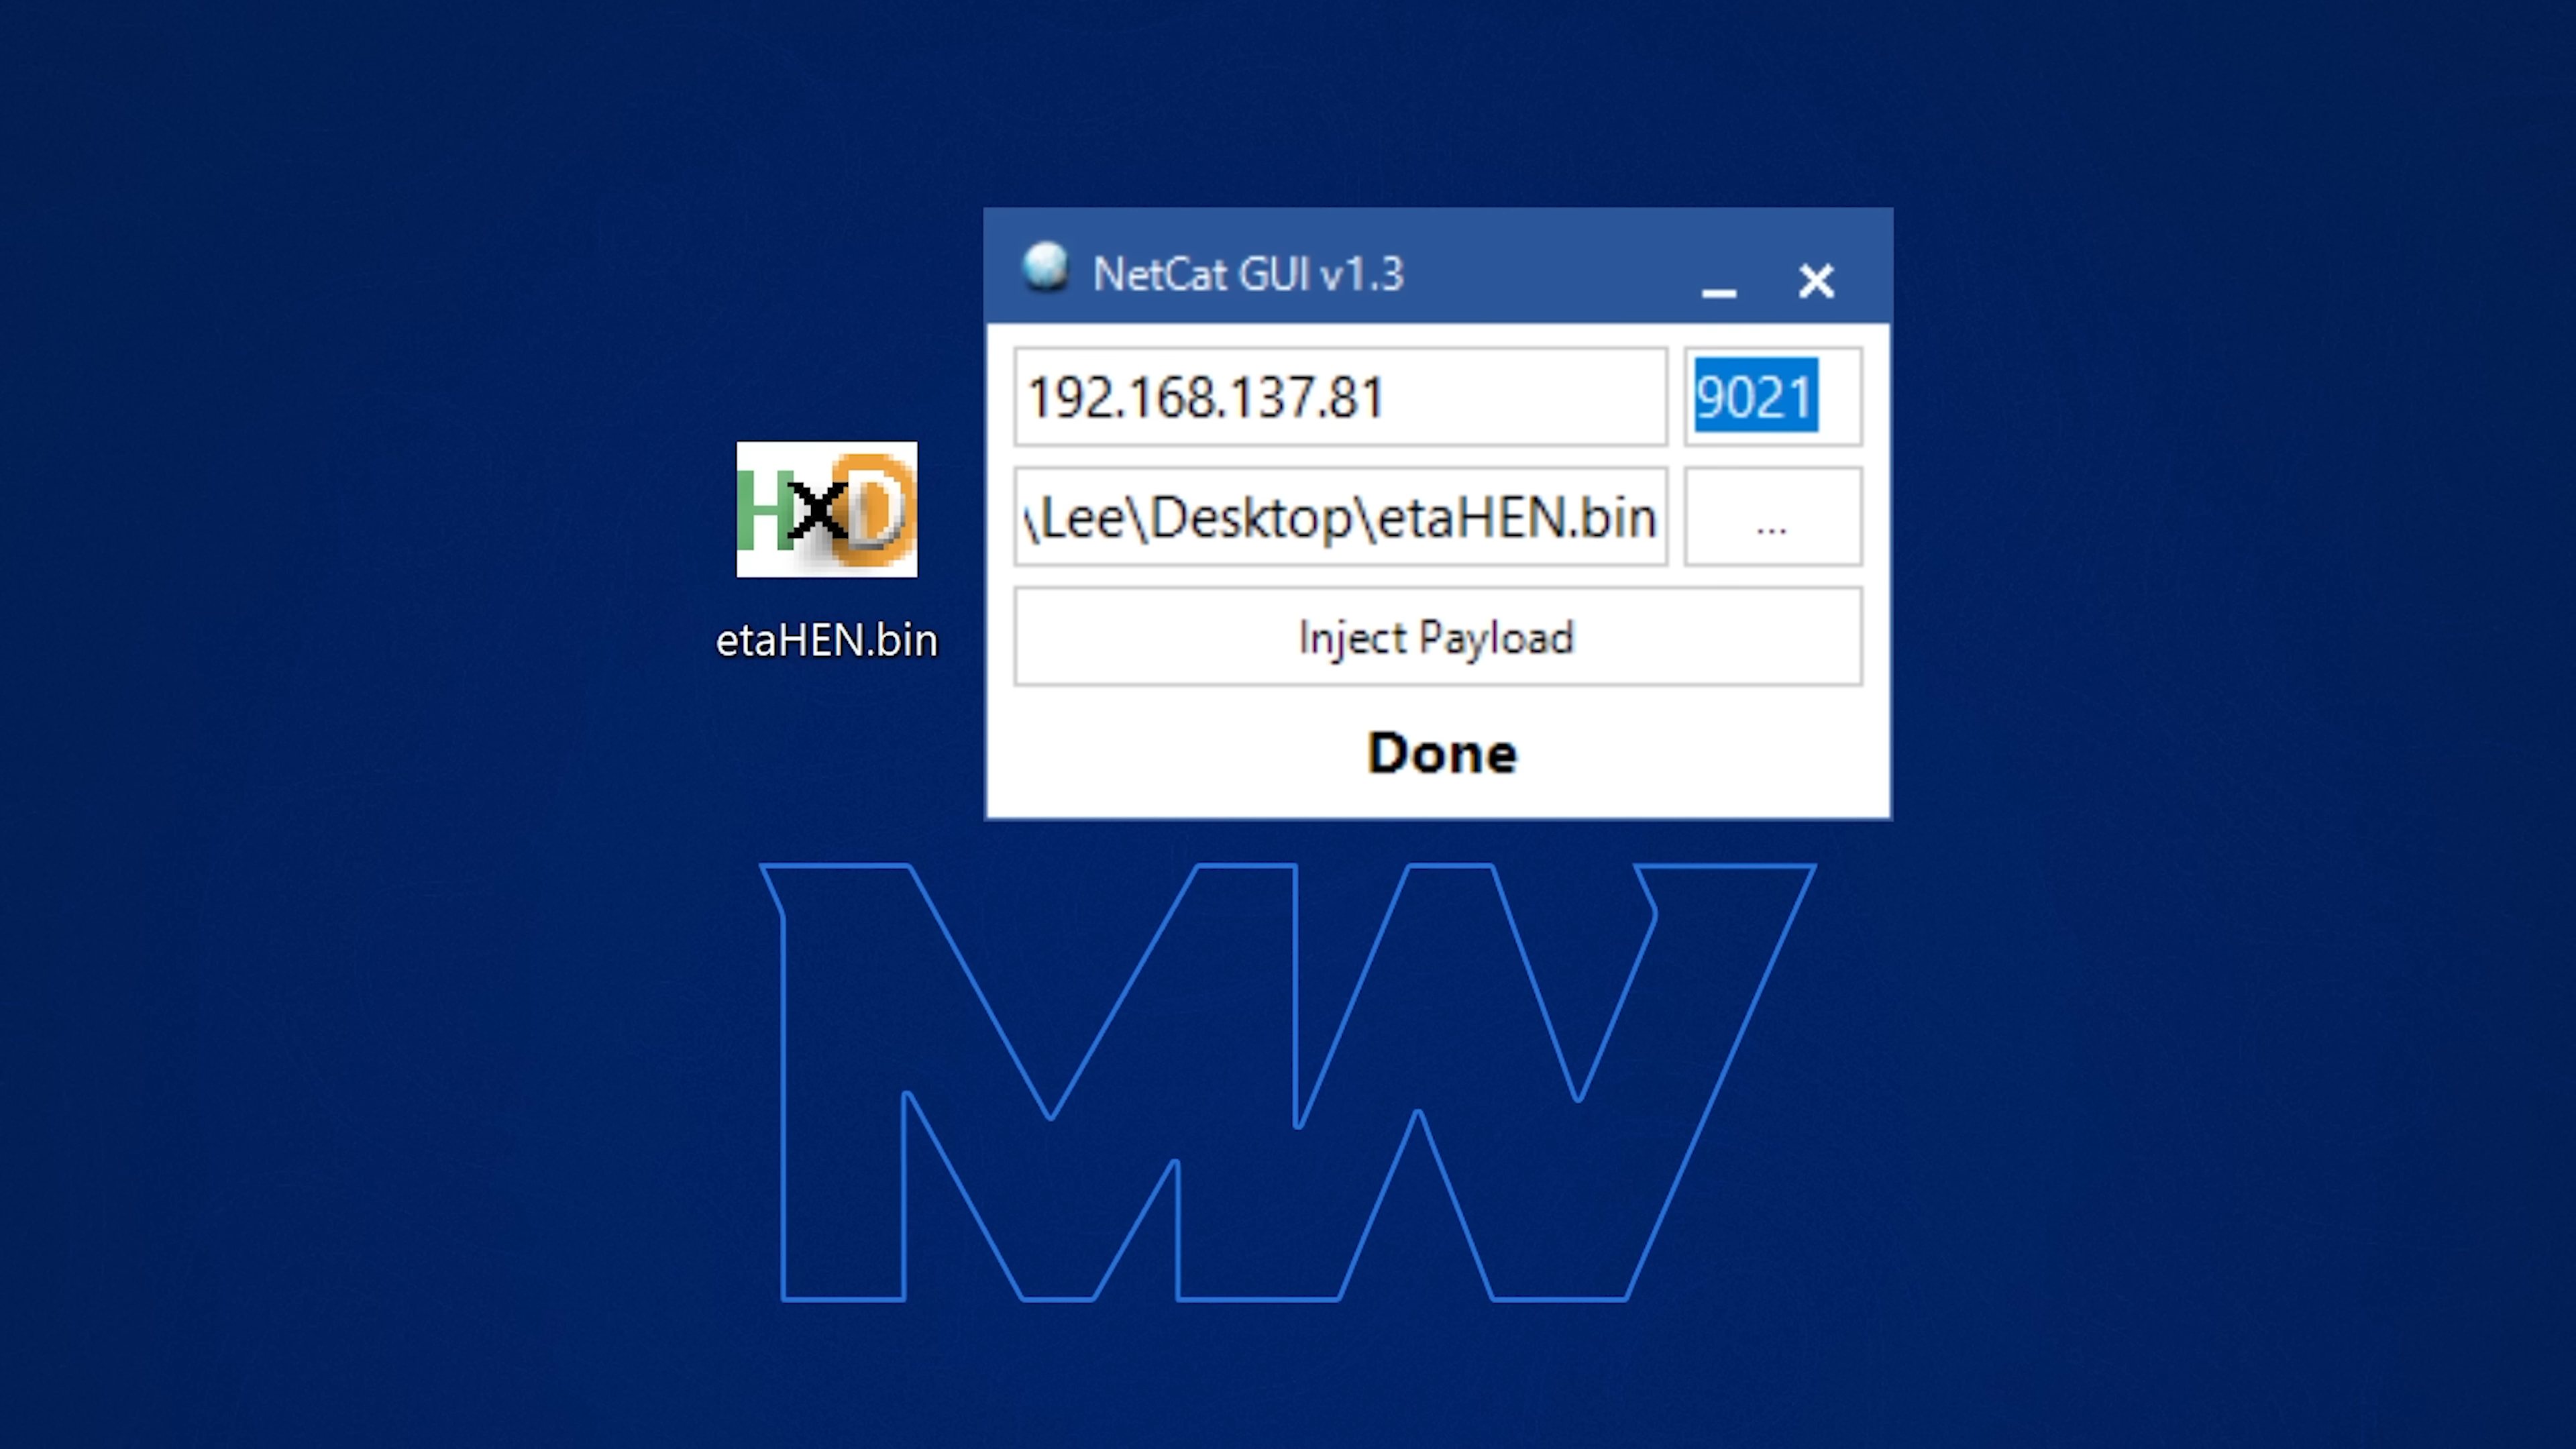 NetCat GUI v1.3
192.168.137.81
9021
\Lee\Desktop\etaHEN.bin
...
Inject Payload
Done
HxD
etaHEN.bin
MW